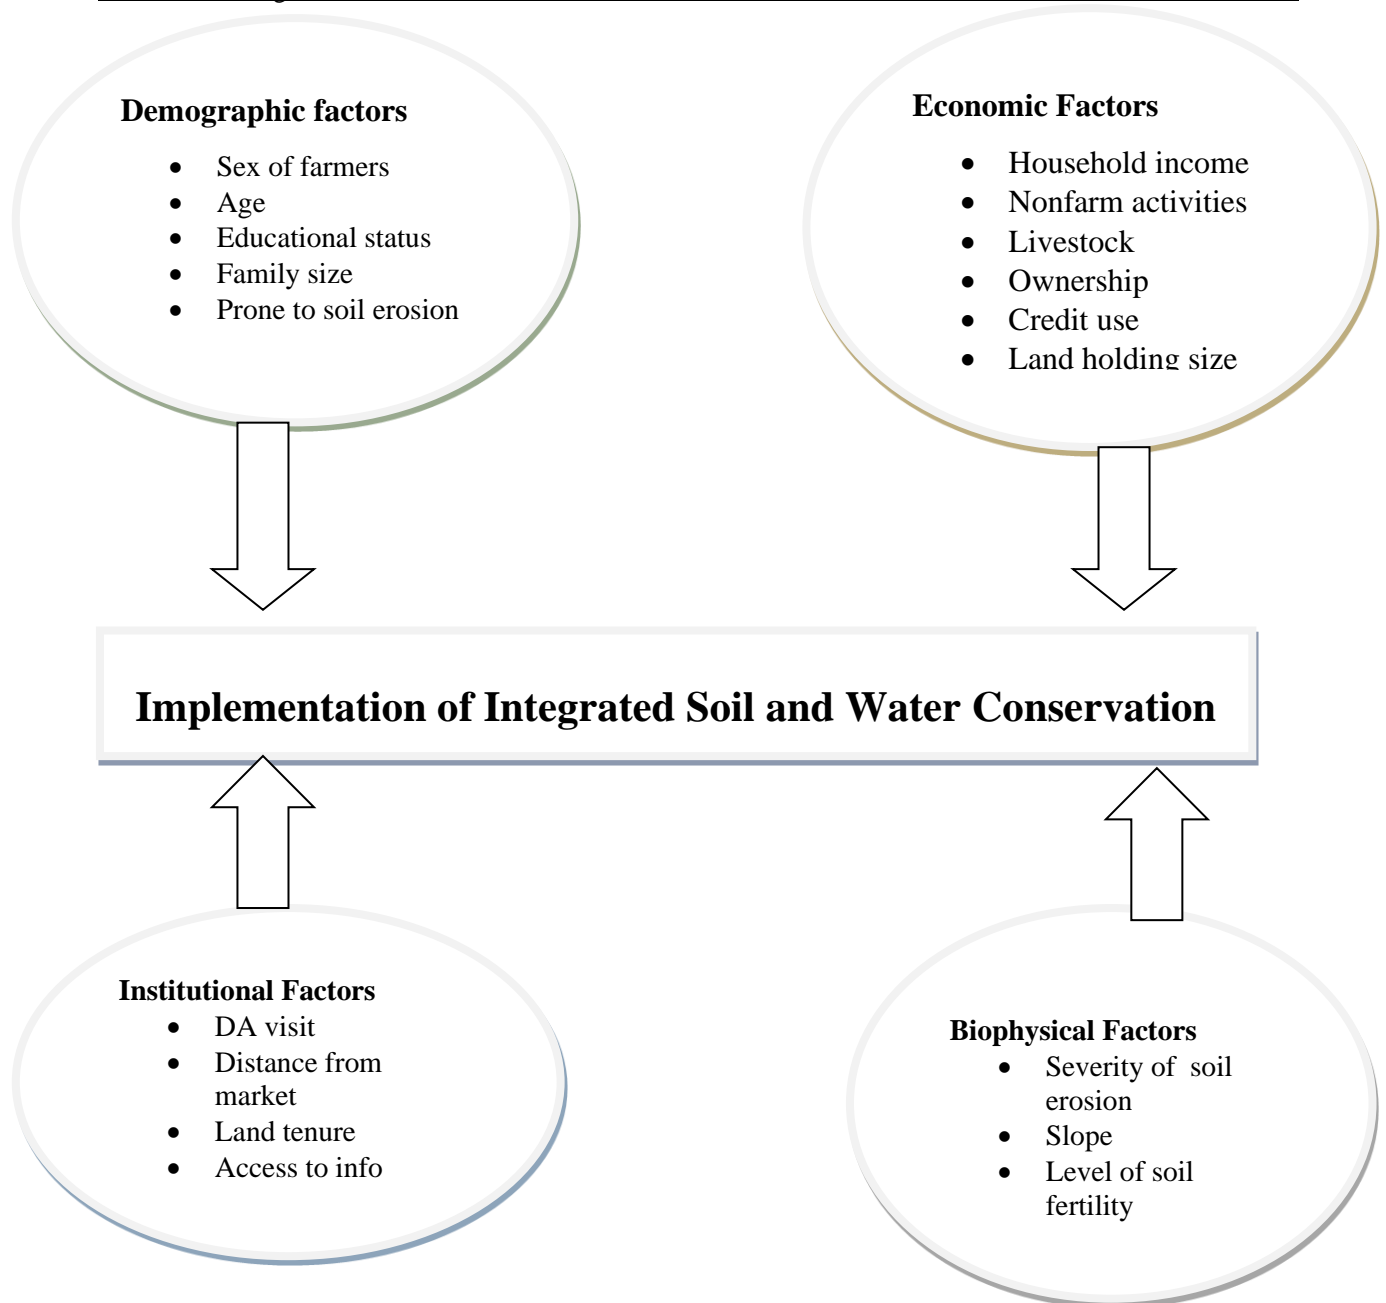 Demographic factors
• Sex of farmers
• Age
• Educational status
• Family size
• Prone to soil erosion
Economic Factors
• Household income
• Nonfarm activities
• Livestock
• Ownership
• Credit use
• Land holding size
Implementation of Integrated Soil and Water Conservation
Institutional Factors
• DA visit
• Distance from
market
• Land tenure
• Access to info
Biophysical Factors
• Severity of soil
erosion
• Slope
• Level of soil
fertility